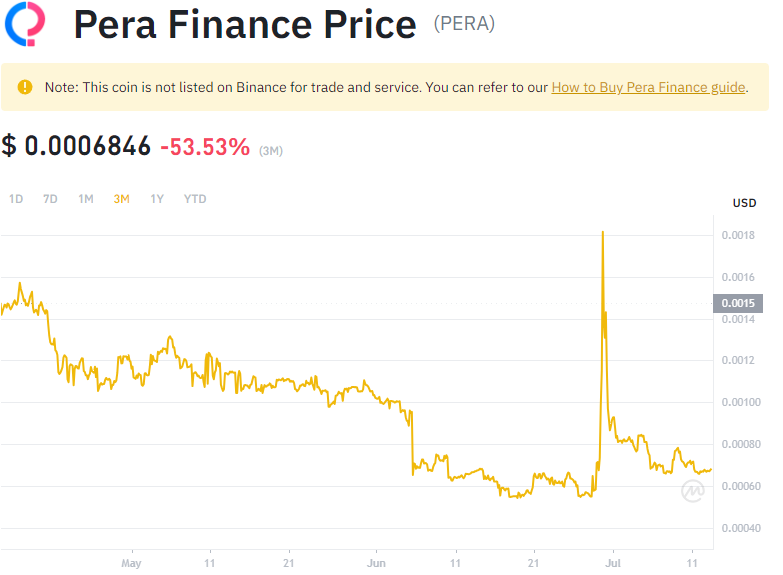 Pera Finance Price (PERA)
Note: This coin is not listed on Binance for trade and service. You can refer to our How to Buy Pera Finance guide.
$ 0.0006846 -53.53% (3M)
1D 7D 1M 3M 1Y YTD
USD
0.0018
0.0016
0.0015
0.0014
0.0012
0.00100
0.00080
0.00060
0.00040
May 11 21 Jun 11 21 Jul 11